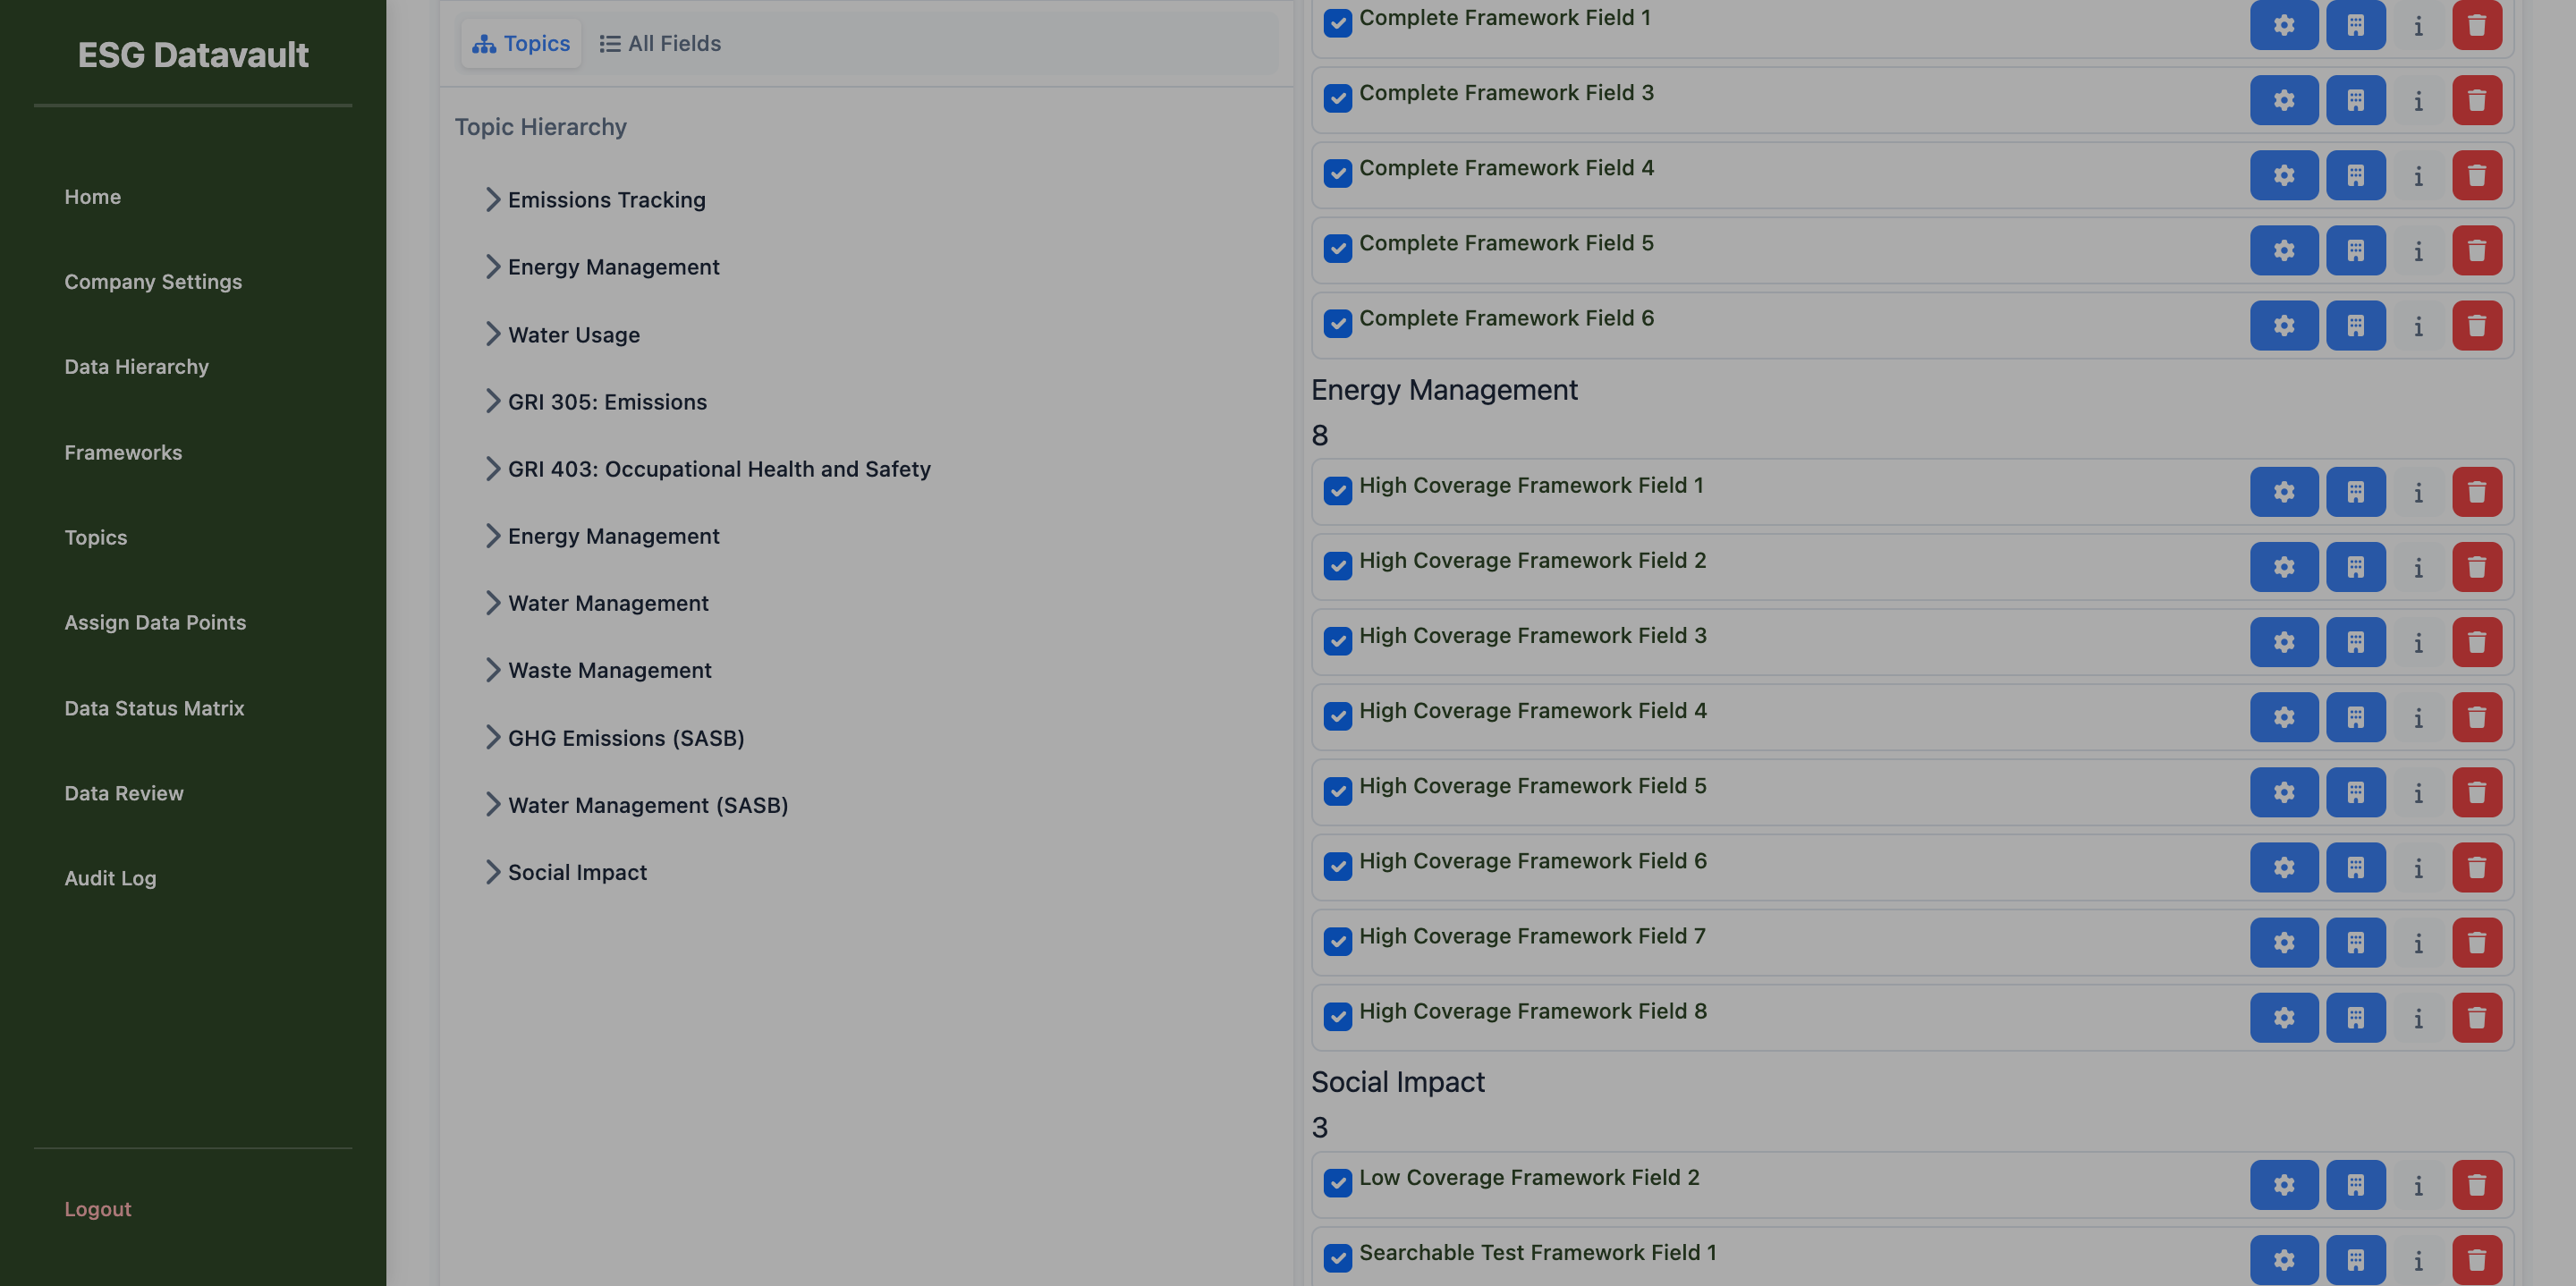 ESG Datavault
Home
Company Settings
Data Hierarchy
Frameworks
Topics
Assign Data Points
Data Status Matrix
Data Review
Audit Log
Logout
Topics
All Fields
Topic Hierarchy
Emissions Tracking
Energy Management
Water Usage
GRI 305: Emissions
GRI 403: Occupational Health and Safety
Energy Management
Water Management
Waste Management
GHG Emissions (SASB)
Water Management (SASB)
Social Impact
Complete Framework Field 1
Complete Framework Field 3
Complete Framework Field 4
Complete Framework Field 5
Complete Framework Field 6
Energy Management
8
High Coverage Framework Field 1
High Coverage Framework Field 2
High Coverage Framework Field 3
High Coverage Framework Field 4
High Coverage Framework Field 5
High Coverage Framework Field 6
High Coverage Framework Field 7
High Coverage Framework Field 8
Social Impact
3
Low Coverage Framework Field 2
Searchable Test Framework Field 1